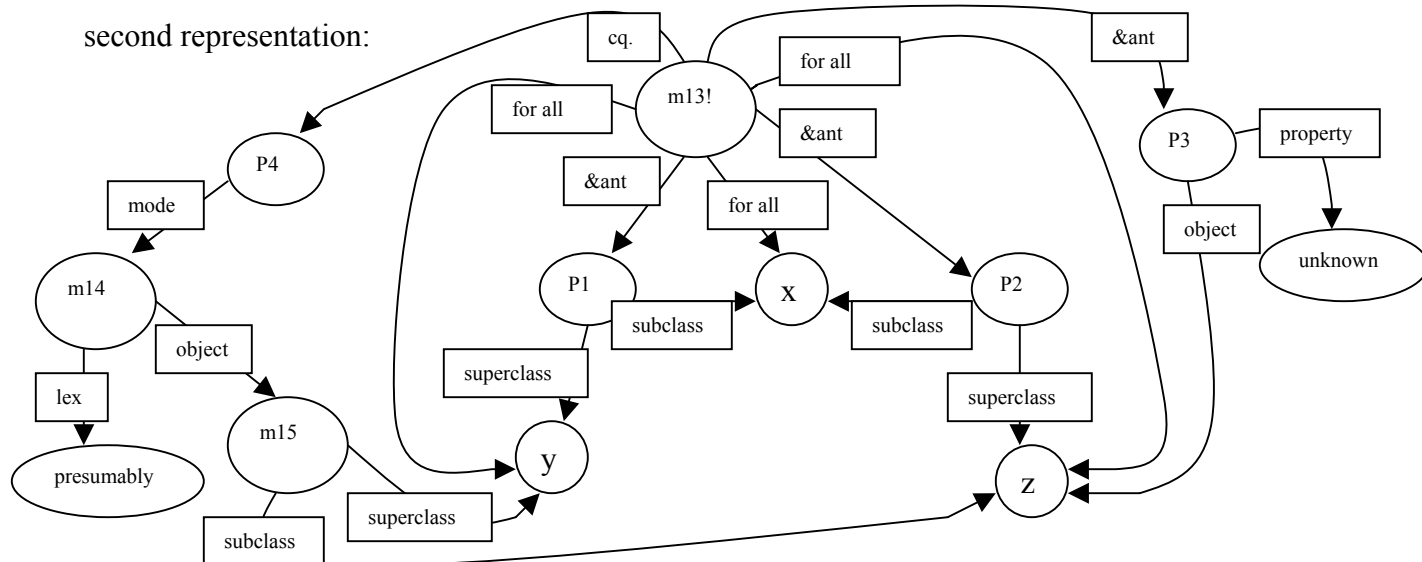 second representation:
cq.
for all
&ant
m13!
for all
&ant
P3
property
P4
&ant
for all
mode
object
unknown
m14
P1
x
P2
subclass
subclass
object
superclass
lex
superclass
m15
y
presumably
z
superclass
subclass